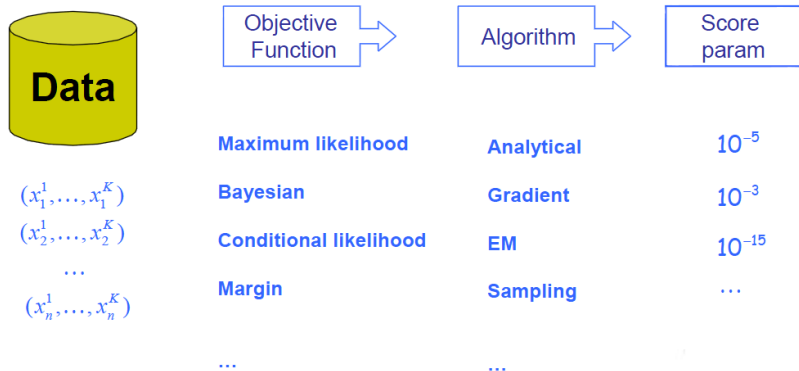 Data
Objective
Function
Algorithm
Score
param
Maximum likelihood
Analytical
10⁻⁵
(x₁¹,…,x₁ᴷ)
Bayesian
Gradient
10⁻³
(x₂¹,…,x₂ᴷ)
Conditional likelihood
EM
10⁻¹⁵
…
Margin
Sampling
…
(xₙ¹,…,xₙᴷ)
...
...